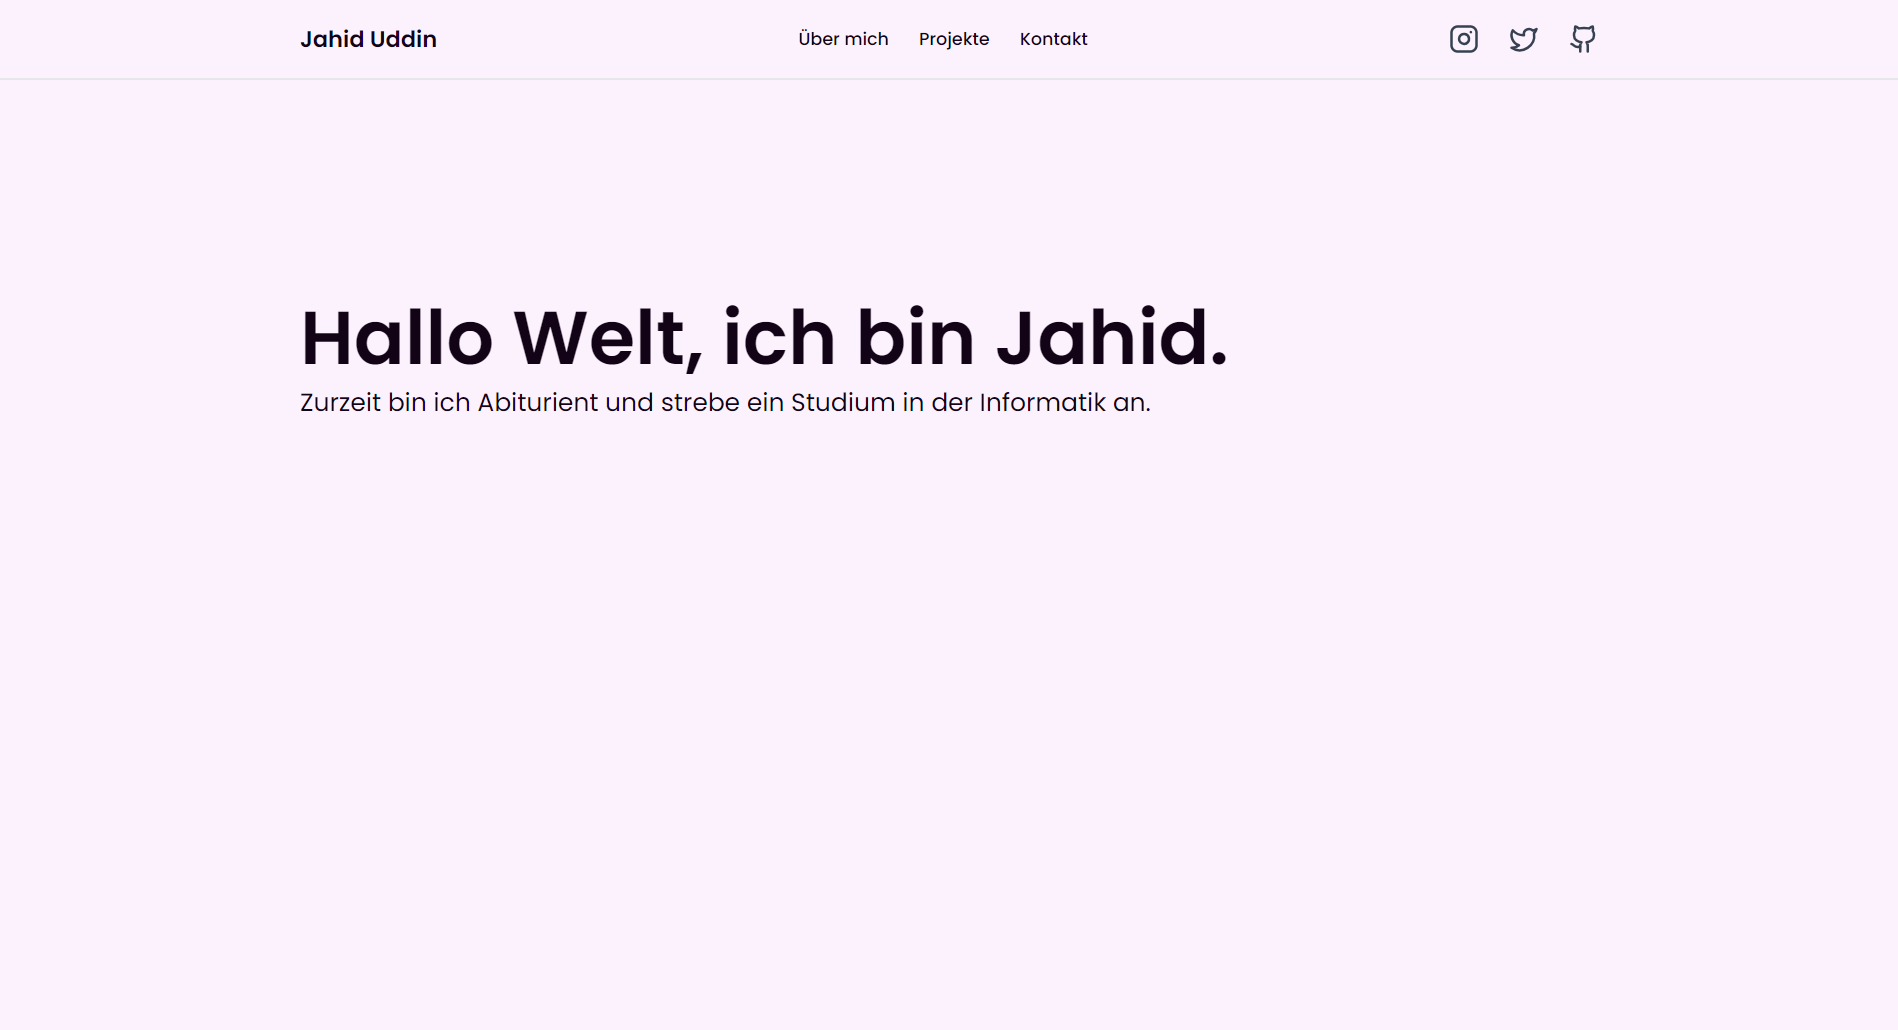 Jahid Uddin
Über mich
Projekte
Kontakt
Hallo Welt, ich bin Jahid.
Zurzeit bin ich Abiturient und strebe ein Studium in der Informatik an.